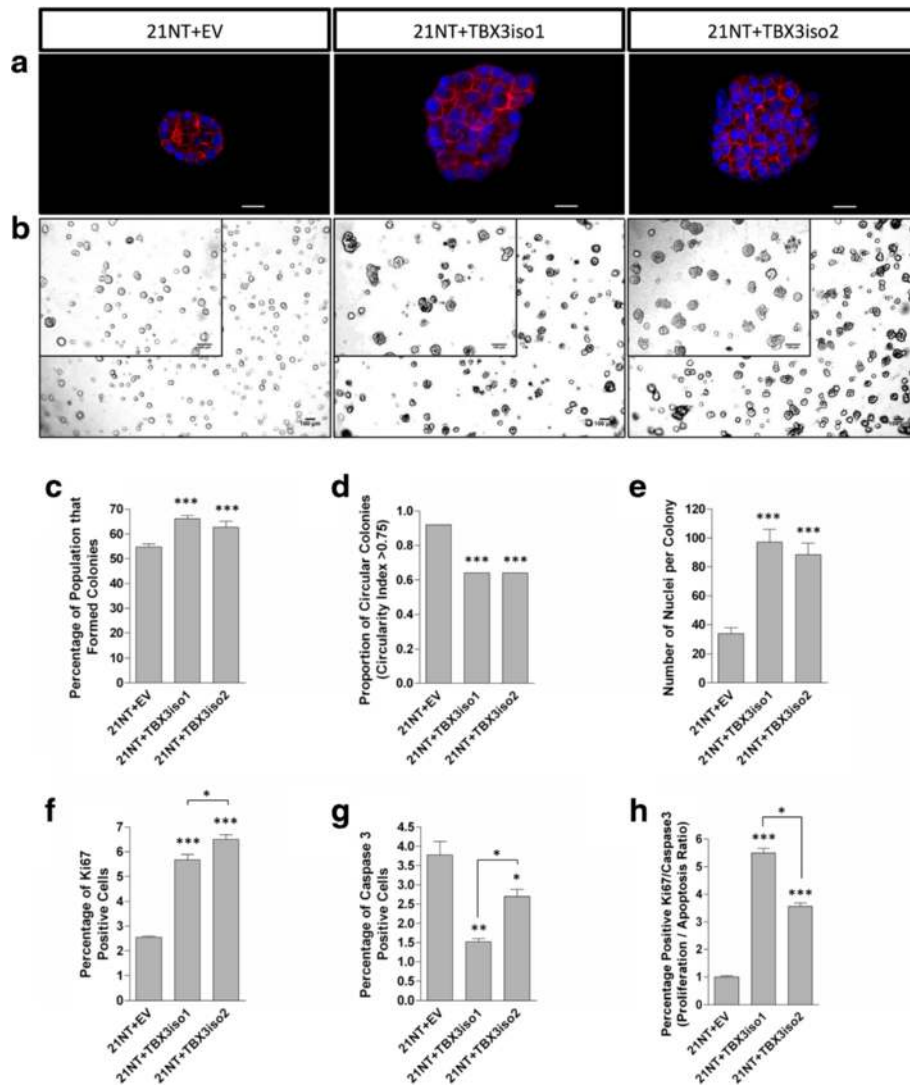 21NT+EV
21NT+TBX3iso1
21NT+TBX3iso2
a
b
100 µm
100 µm
100 µm
c
Percentage of Population that
Formed Colonies
70
60
50
40
30
20
10
0
***
***
21NT+EV
21NT+TBX3iso1
21NT+TBX3iso2
d
Proportion of Circular Colonies
(Circularity Index >0.75)
1.0
0.8
0.6
0.4
0.2
0.0
***
***
21NT+EV
21NT+TBX3iso1
21NT+TBX3iso2
e
Number of Nuclei per Colony
120
100
80
60
40
20
0
***
***
21NT+EV
21NT+TBX3iso1
21NT+TBX3iso2
f
Percentage of Ki67
Positive Cells
7
6
5
4
3
2
1
0
*
***
***
21NT+EV
21NT+TBX3iso1
21NT+TBX3iso2
g
Percentage of Caspase 3
Positive Cells
4.5
4.0
3.5
3.0
2.5
2.0
1.5
1.0
0.5
0.0
*
**
*
21NT+EV
21NT+TBX3iso1
21NT+TBX3iso2
h
Percentage Positive Ki67/Caspase3
(Proliferation / Apoptosis Ratio)
6
5
4
3
2
1
0
*
***
***
21NT+EV
21NT+TBX3iso1
21NT+TBX3iso2